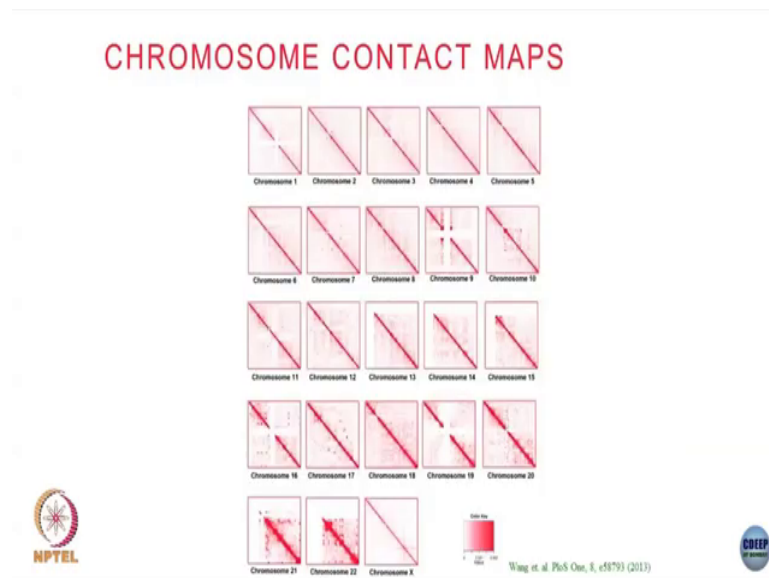 CHROMOSOME CONTACT MAPS
Chromosome 1 Chromosome 2 Chromosome 3 Chromosome 4 Chromosome 5
Chromosome 6 Chromosome 7 Chromosome 8 Chromosome 9 Chromosome 10
Chromosome 11 Chromosome 12 Chromosome 13 Chromosome 14 Chromosome 15
Chromosome 16 Chromosome 17 Chromosome 18 Chromosome 19 Chromosome 20
Chromosome 21 Chromosome 22 Chromosome X
Color Key
Wang et. al. PloS One, 8, e58793 (2013)
NPTEL
CDEEP